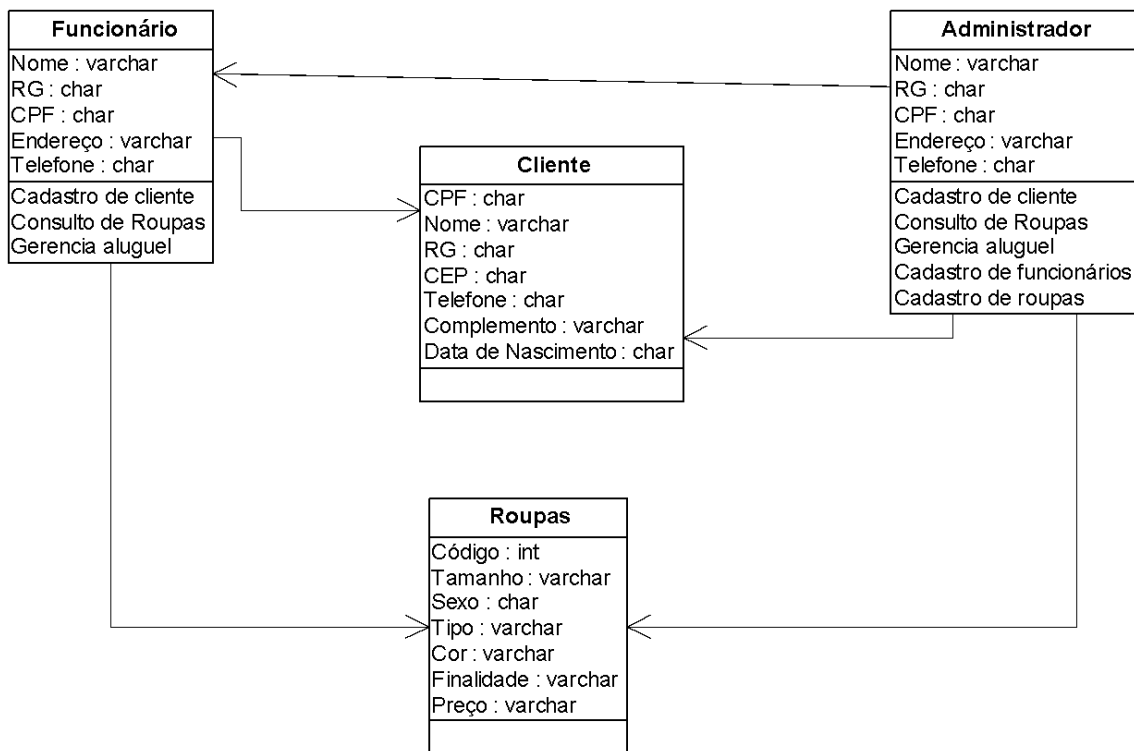 Funcionário
Nome : varchar
RG : char
CPF : char
Endereço : varchar
Telefone : char
Cadastro de cliente
Consulto de Roupas
Gerencia aluguel
Administrador
Nome : varchar
RG : char
CPF : char
Endereço : varchar
Telefone : char
Cadastro de cliente
Consulto de Roupas
Gerencia aluguel
Cadastro de funcionários
Cadastro de roupas
Cliente
CPF : char
Nome : varchar
RG : char
CEP : char
Telefone : char
Complemento : varchar
Data de Nascimento : char
Roupas
Código : int
Tamanho : varchar
Sexo : char
Tipo : varchar
Cor : varchar
Finalidade : varchar
Preço : varchar